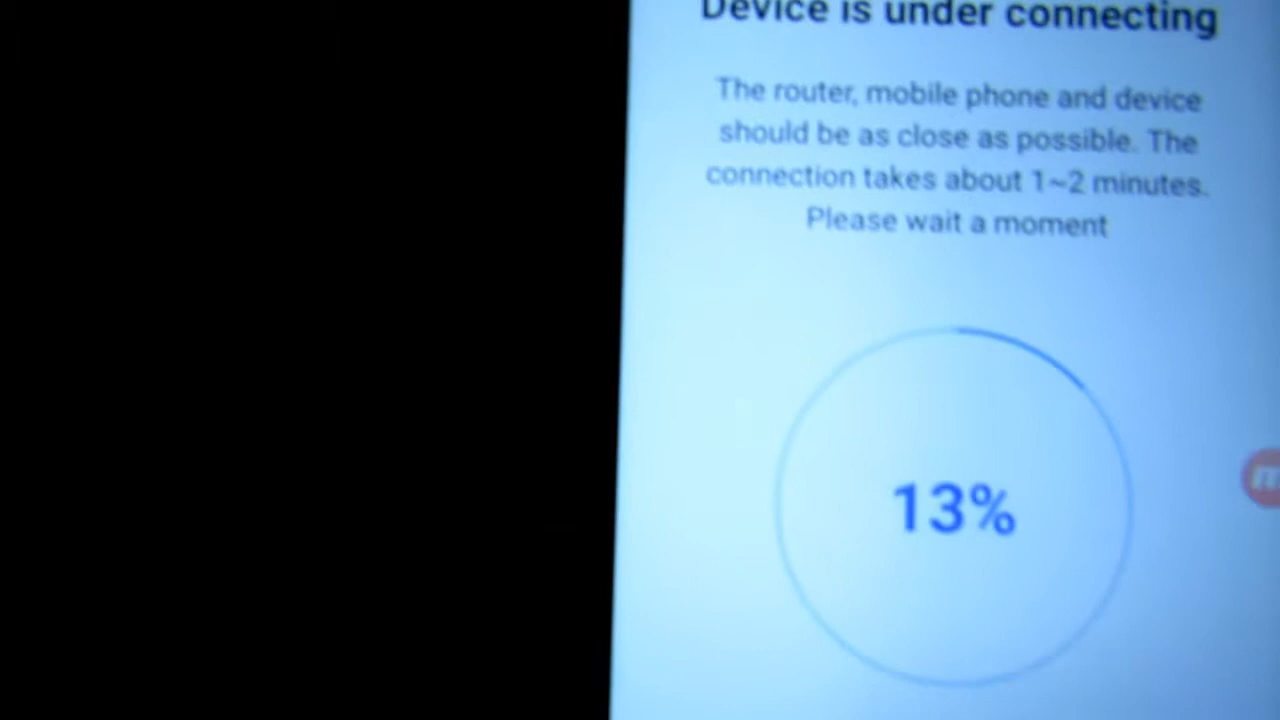 Device is under connecting
The router, mobile phone and device
should be as close as possible. The
connection takes about 1~2 minutes.
Please wait a moment
13%